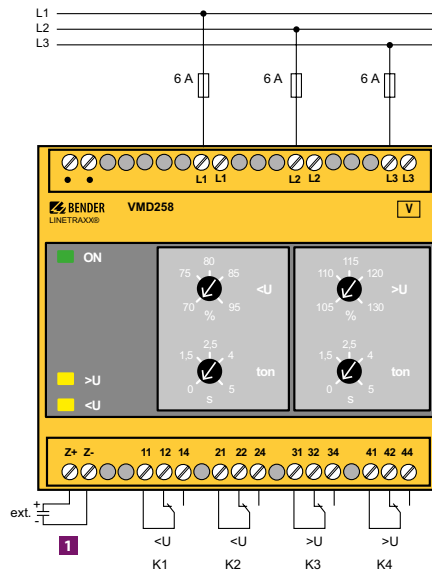 L1
L2
L3
6 A 6 A 6 A
L1 L1 L2 L2 L3 L3
BENDER VMD258 V
LINETRAXX®
ON
80 115
75 85 110 120
<U >U
70 95 105 130
% %
2,5 2,5
1,5 4 1,5 4
ton ton
0 5 0 5
s s
>U
<U
Z+ Z- 11 12 14 21 22 24 31 32 34 41 42 44
+
ext.
-
1 <U <U >U >U
K1 K2 K3 K4